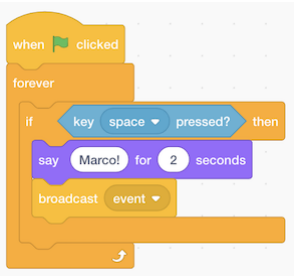 when clicked
forever
if key space pressed? then
say Marco! for 2 seconds
broadcast event